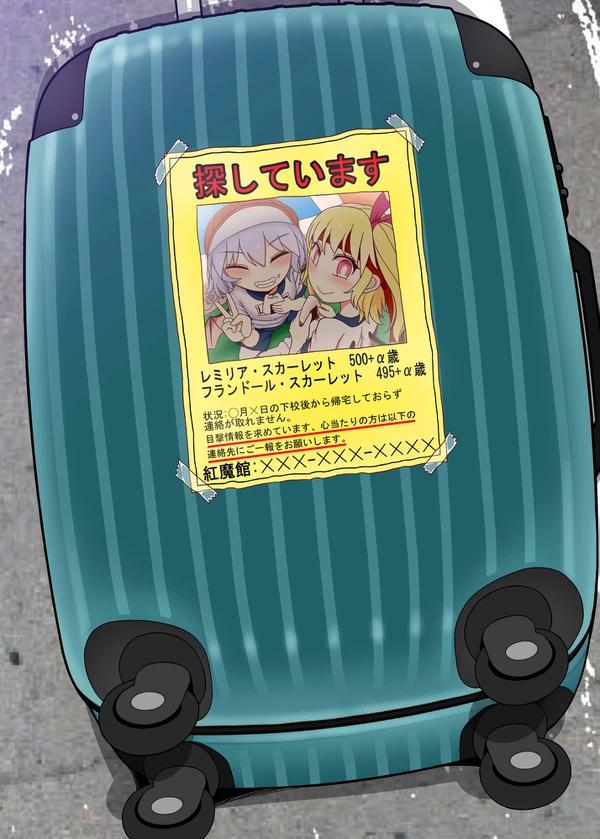 探しています
レミリア・スカーレット 500+α歳
フランドール・スカーレット 495+α歳
状況:○月×日の下校後から帰宅しておらず
連絡が取れません。
目撃情報を求めています、心当たりの方は以下の
連絡先にご一報をお願いします。
紅魔館:×××-×××-××××